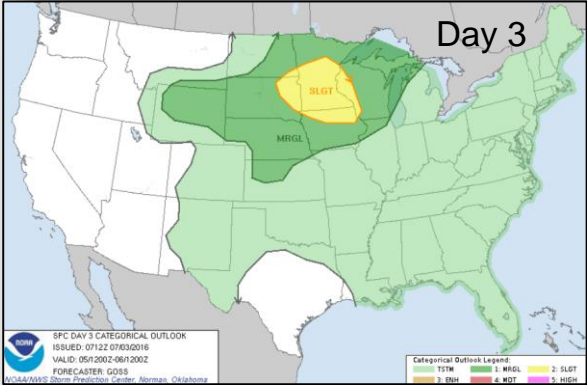 Day 3
SLGT
MRGL
NOAA
SPC DAY 3 CATEGORICAL OUTLOOK
ISSUED: 0712Z 07/03/2016
VALID: 05/1200Z-06/1200Z
FORECASTER: GOSS
NOAA/NWS Storm Prediction Center, Norman, Oklahoma
Categorical Outlook Legend:
TSTM 1: MRGL 2: SLGT
3: ENH 4: MDT 5: HIGH